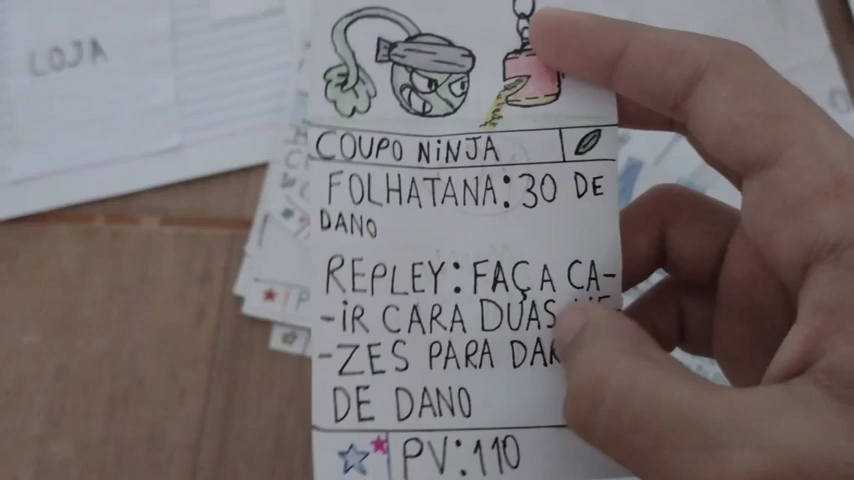 LOJA
COUPO NINJA
FOLHATANA: 30 DE
DANO
REPLEY: FAÇA CA-
-IR CARA DUAS
-ZES PARA DAR
DE DANO
PV: 110